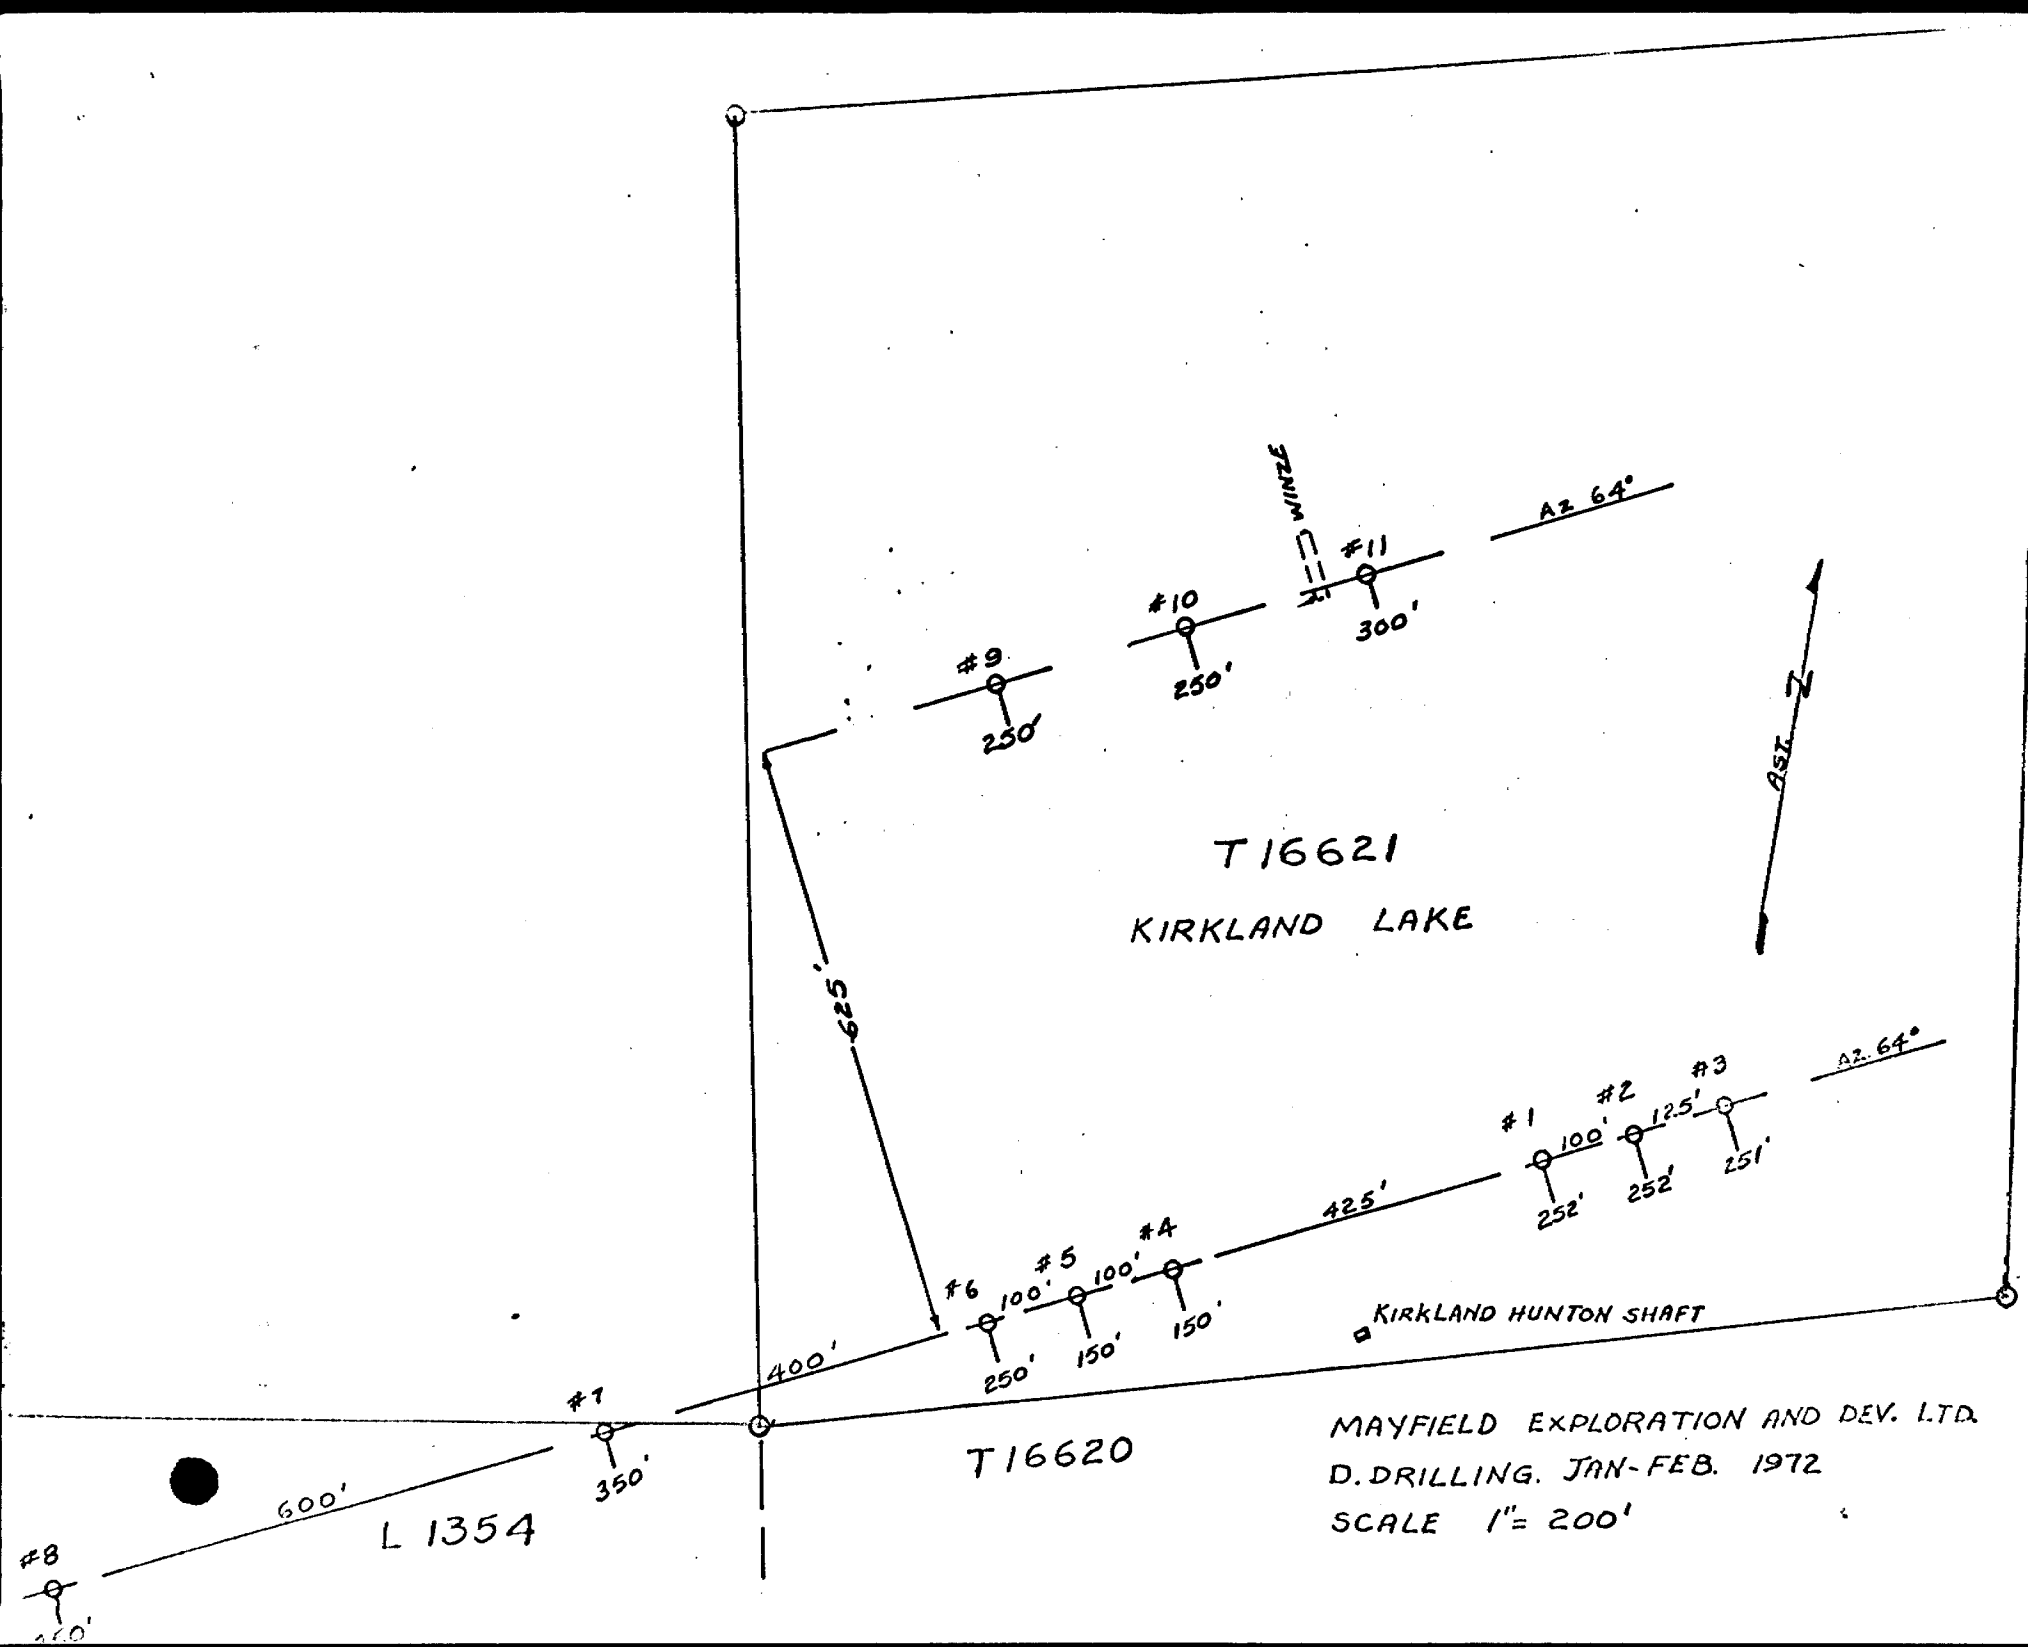 WINZE
#11
AZ 64°
#10
300'
#9
250'
250'
N
AST.
T16621
KIRKLAND LAKE
625'
AZ. 64°
#3
#2
125'
#1
100'
251'
252'
252'
425'
#4
#5
100'
#6
100'
150'
150'
250'
KIRKLAND HUNTON SHAFT
400'
#7
350'
T16620
MAYFIELD EXPLORATION AND DEV. LTD.
D. DRILLING. JAN-FEB. 1972
SCALE 1"= 200'
600'
L 1354
#8